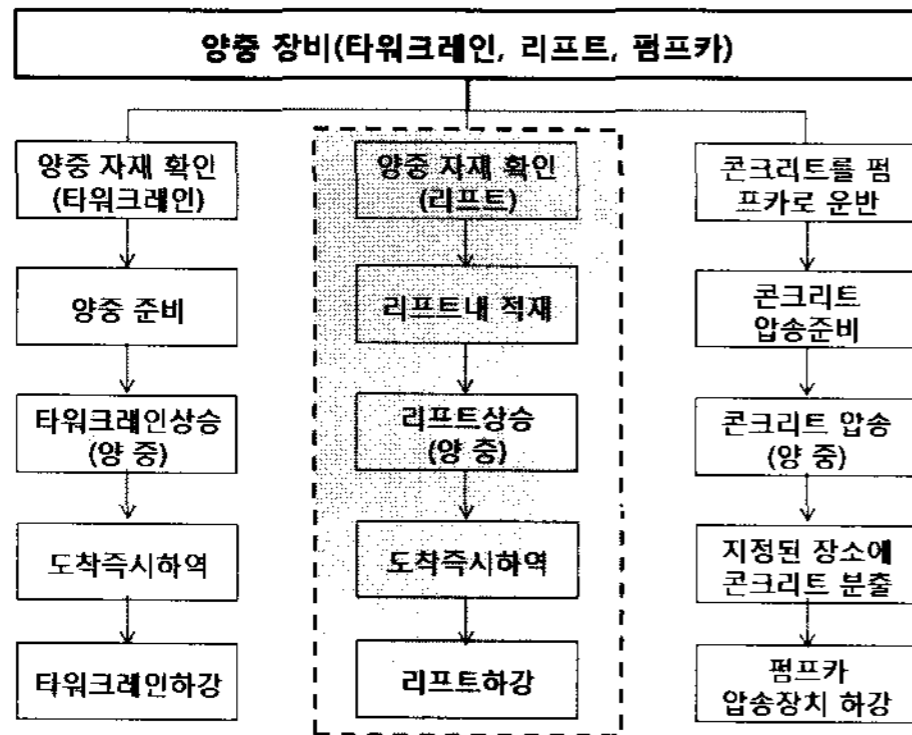 양중 장비(타워크레인, 리프트, 펌프카)
양중 자재 확인
(타워크레인)
양중 준비
타워크레인상승
(양 중)
도착즉시하역
타워크레인하강
양중 자재 확인
(리프트)
리프트내 적재
리프트상승
(양 중)
도착즉시하역
리프트하강
콘크리트를 펌
프카로 운반
콘크리트
압송준비
콘크리트 압송
(양 중)
지정된 장소에
콘크리트 분출
펌프카
압송장치 하강